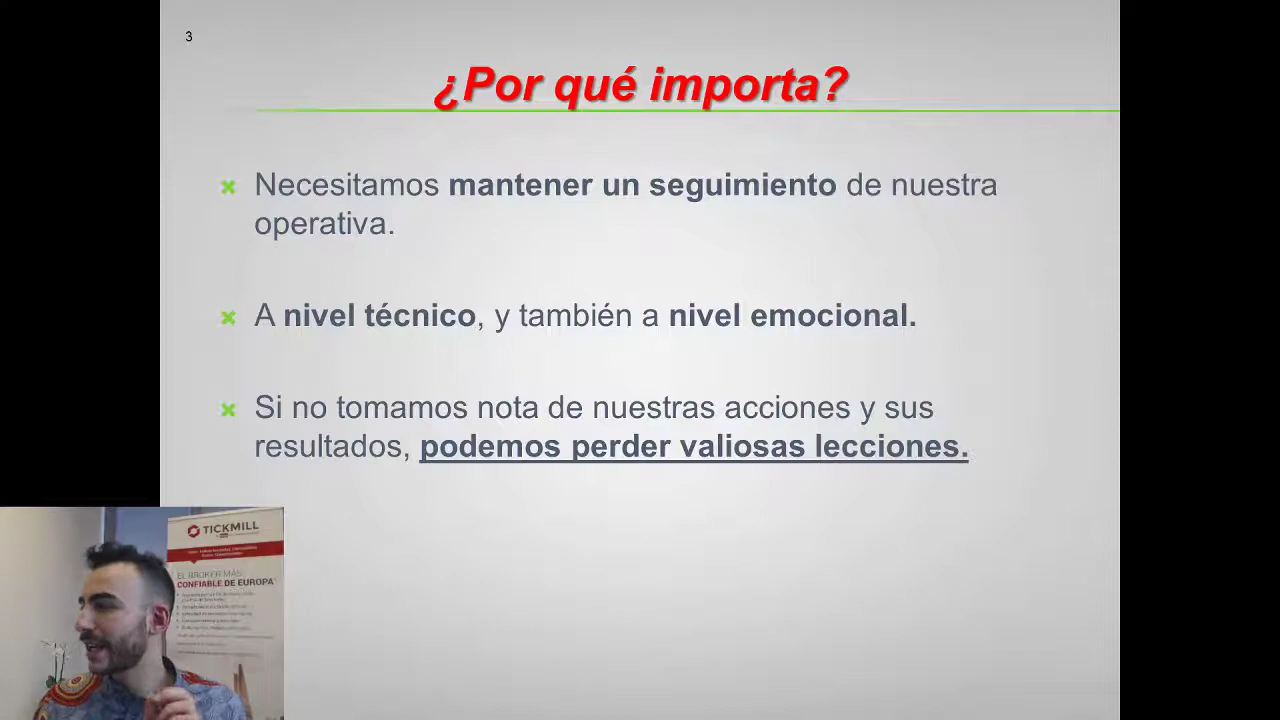 3
¿Por qué importa?
Necesitamos mantener un seguimiento de nuestra
operativa.
A nivel técnico, y también a nivel emocional.
Si no tomamos nota de nuestras acciones y sus
resultados, podemos perder valiosas lecciones.
TICKMILL
EL BROKER MÁS
CONFIABLE DE EUROPA